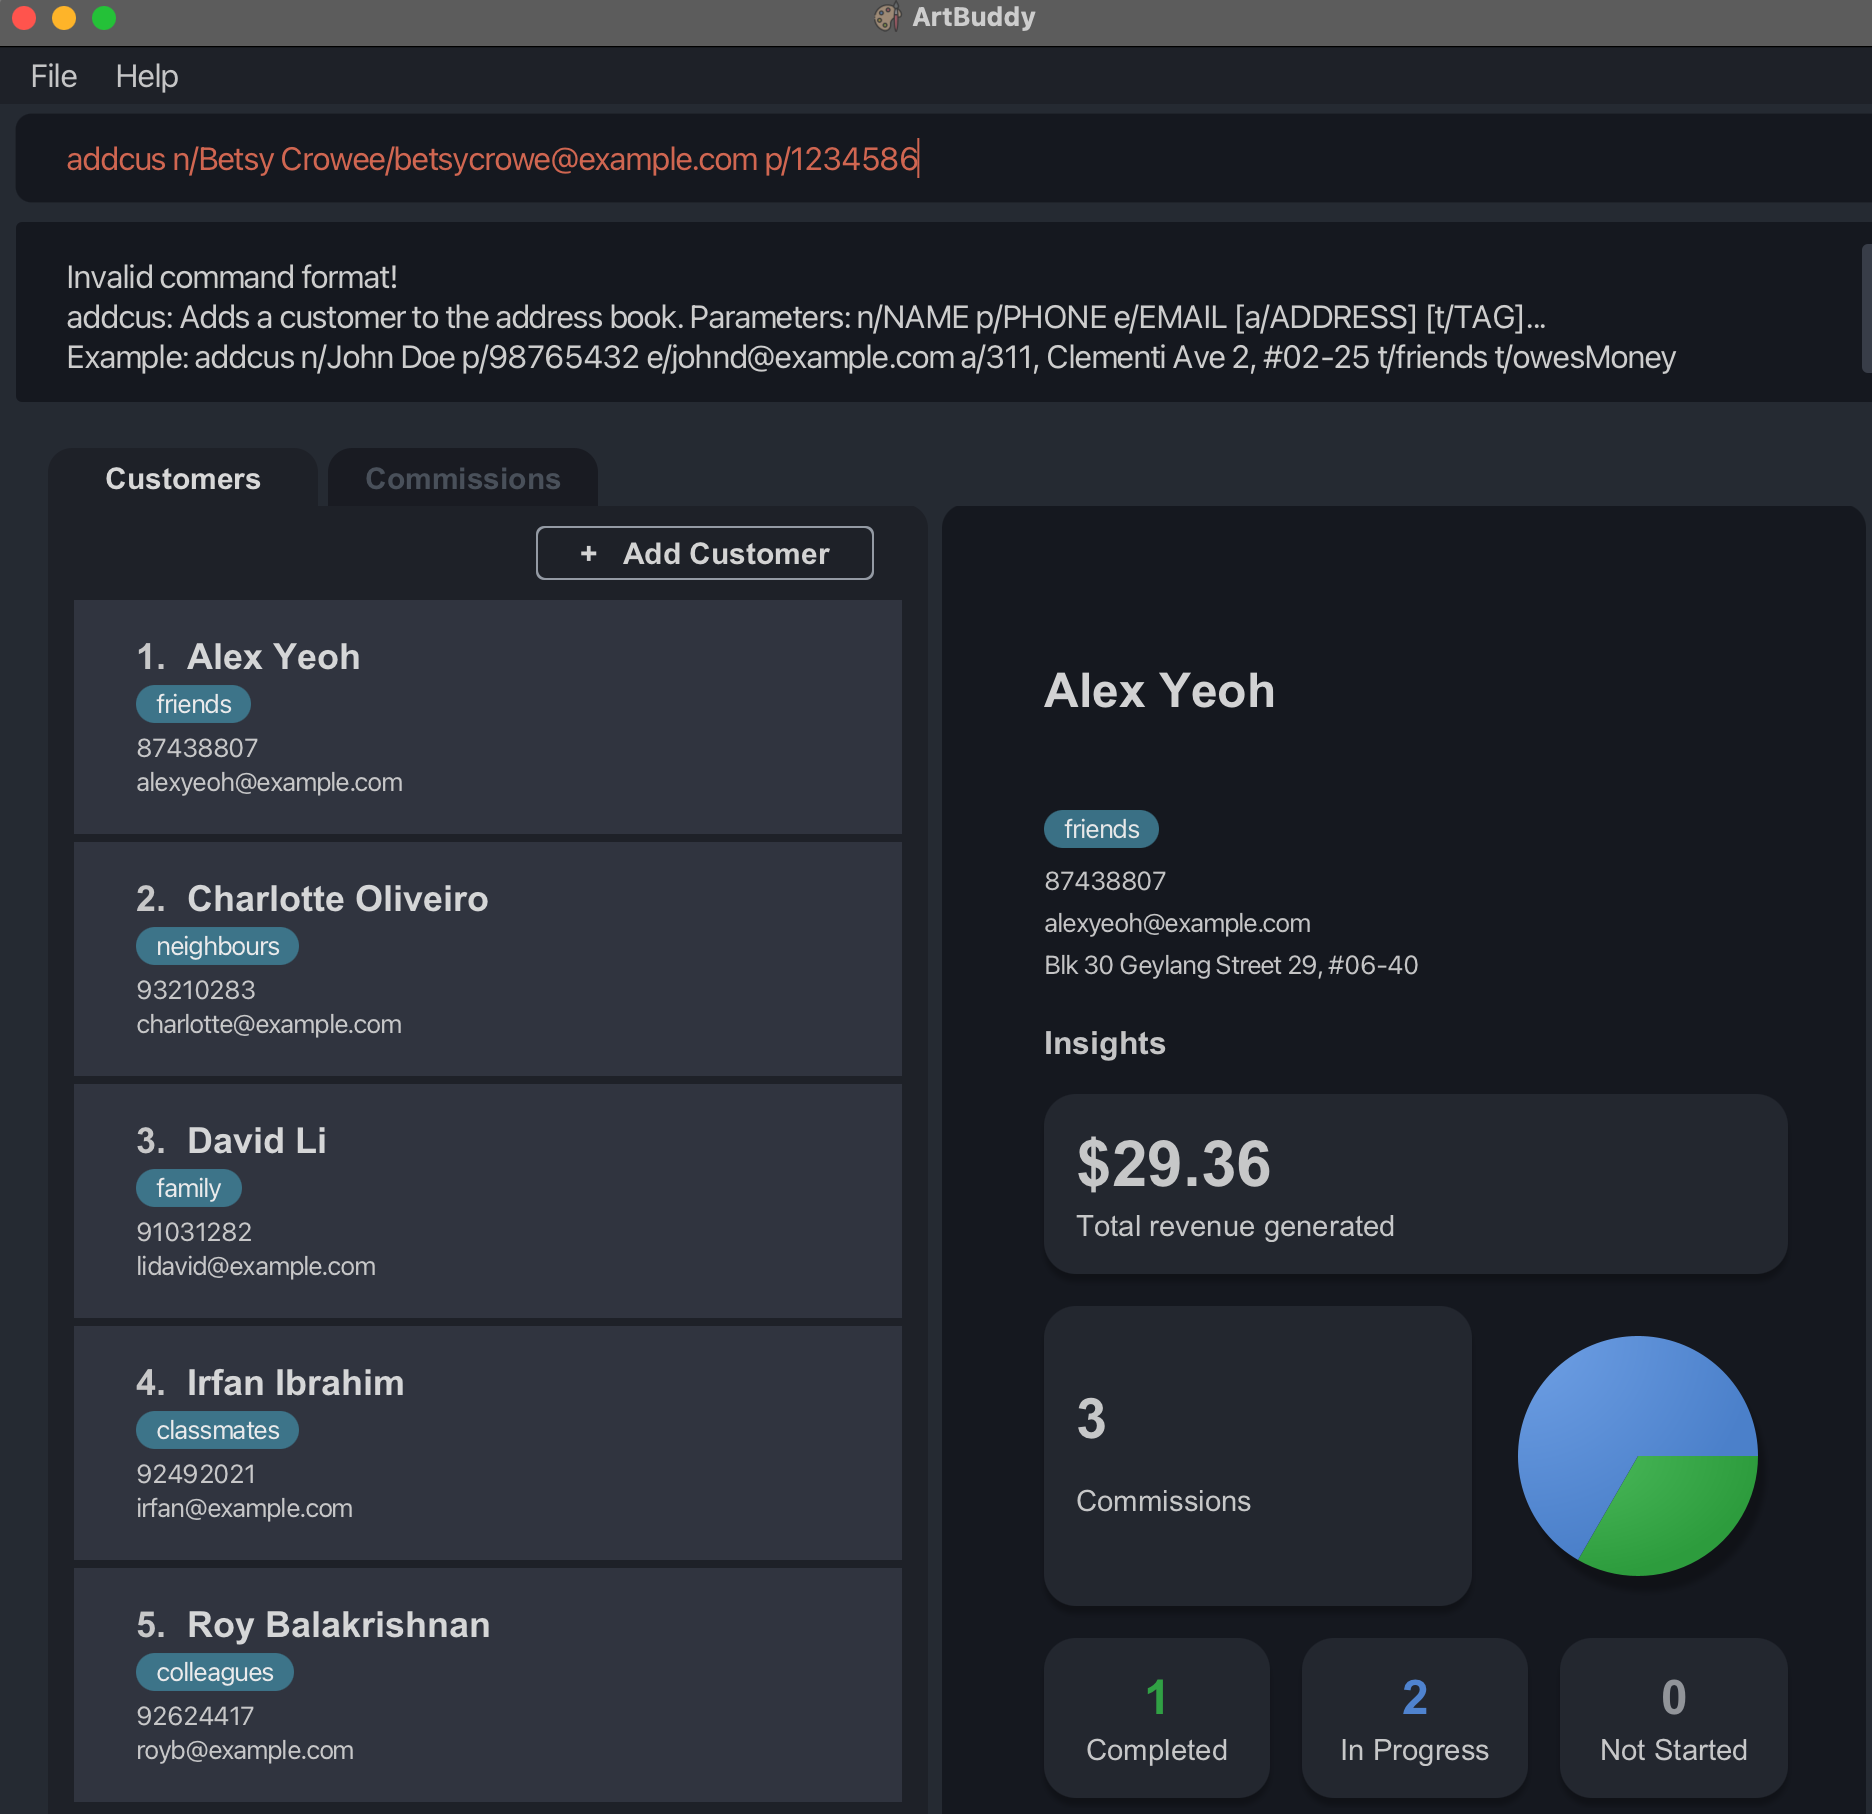 ArtBuddy
File Help
addcus n/Betsy Crowee/betsycrowe@example.com p/1234586
Invalid command format!
addcus: Adds a customer to the address book. Parameters: n/NAME p/PHONE e/EMAIL [a/ADDRESS] [t/TAG]...
Example: addcus n/John Doe p/98765432 e/johnd@example.com a/311, Clementi Ave 2, #02-25 t/friends t/owesMoney
Customers Commissions
+ Add Customer
1. Alex Yeoh
friends
87438807
alexyeoh@example.com
2. Charlotte Oliveiro
neighbours
93210283
charlotte@example.com
3. David Li
family
91031282
lidavid@example.com
4. Irfan Ibrahim
classmates
92492021
irfan@example.com
5. Roy Balakrishnan
colleagues
92624417
royb@example.com
Alex Yeoh
friends
87438807
alexyeoh@example.com
Blk 30 Geylang Street 29, #06-40
Insights
$29.36
Total revenue generated
3
Commissions
1
Completed
2
In Progress
0
Not Started